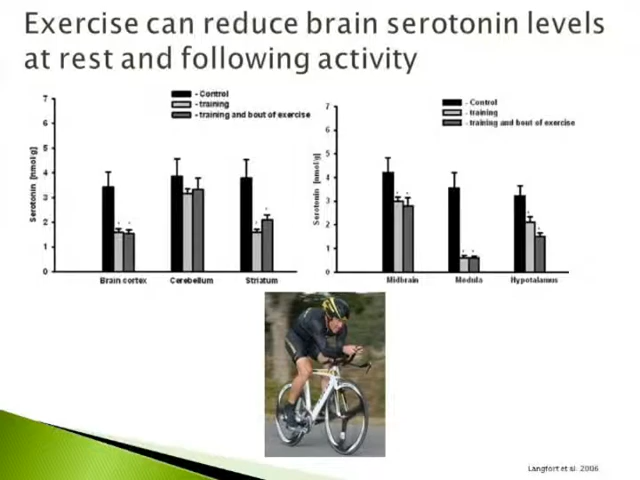 Exercise can reduce brain serotonin levels
at rest and following activity
- Control
- training
- training and bout of exercise
Serotonin [nmol/g]
7
6
5
4
3
2
1
0
Brain cortex Cerebellum Striatum
- Control
- training
- training and bout of exercise
Serotonin [nmol/g]
7
6
5
4
3
2
1
0
Midbrain Medula Hypotalamus
Langfort et al. 2006